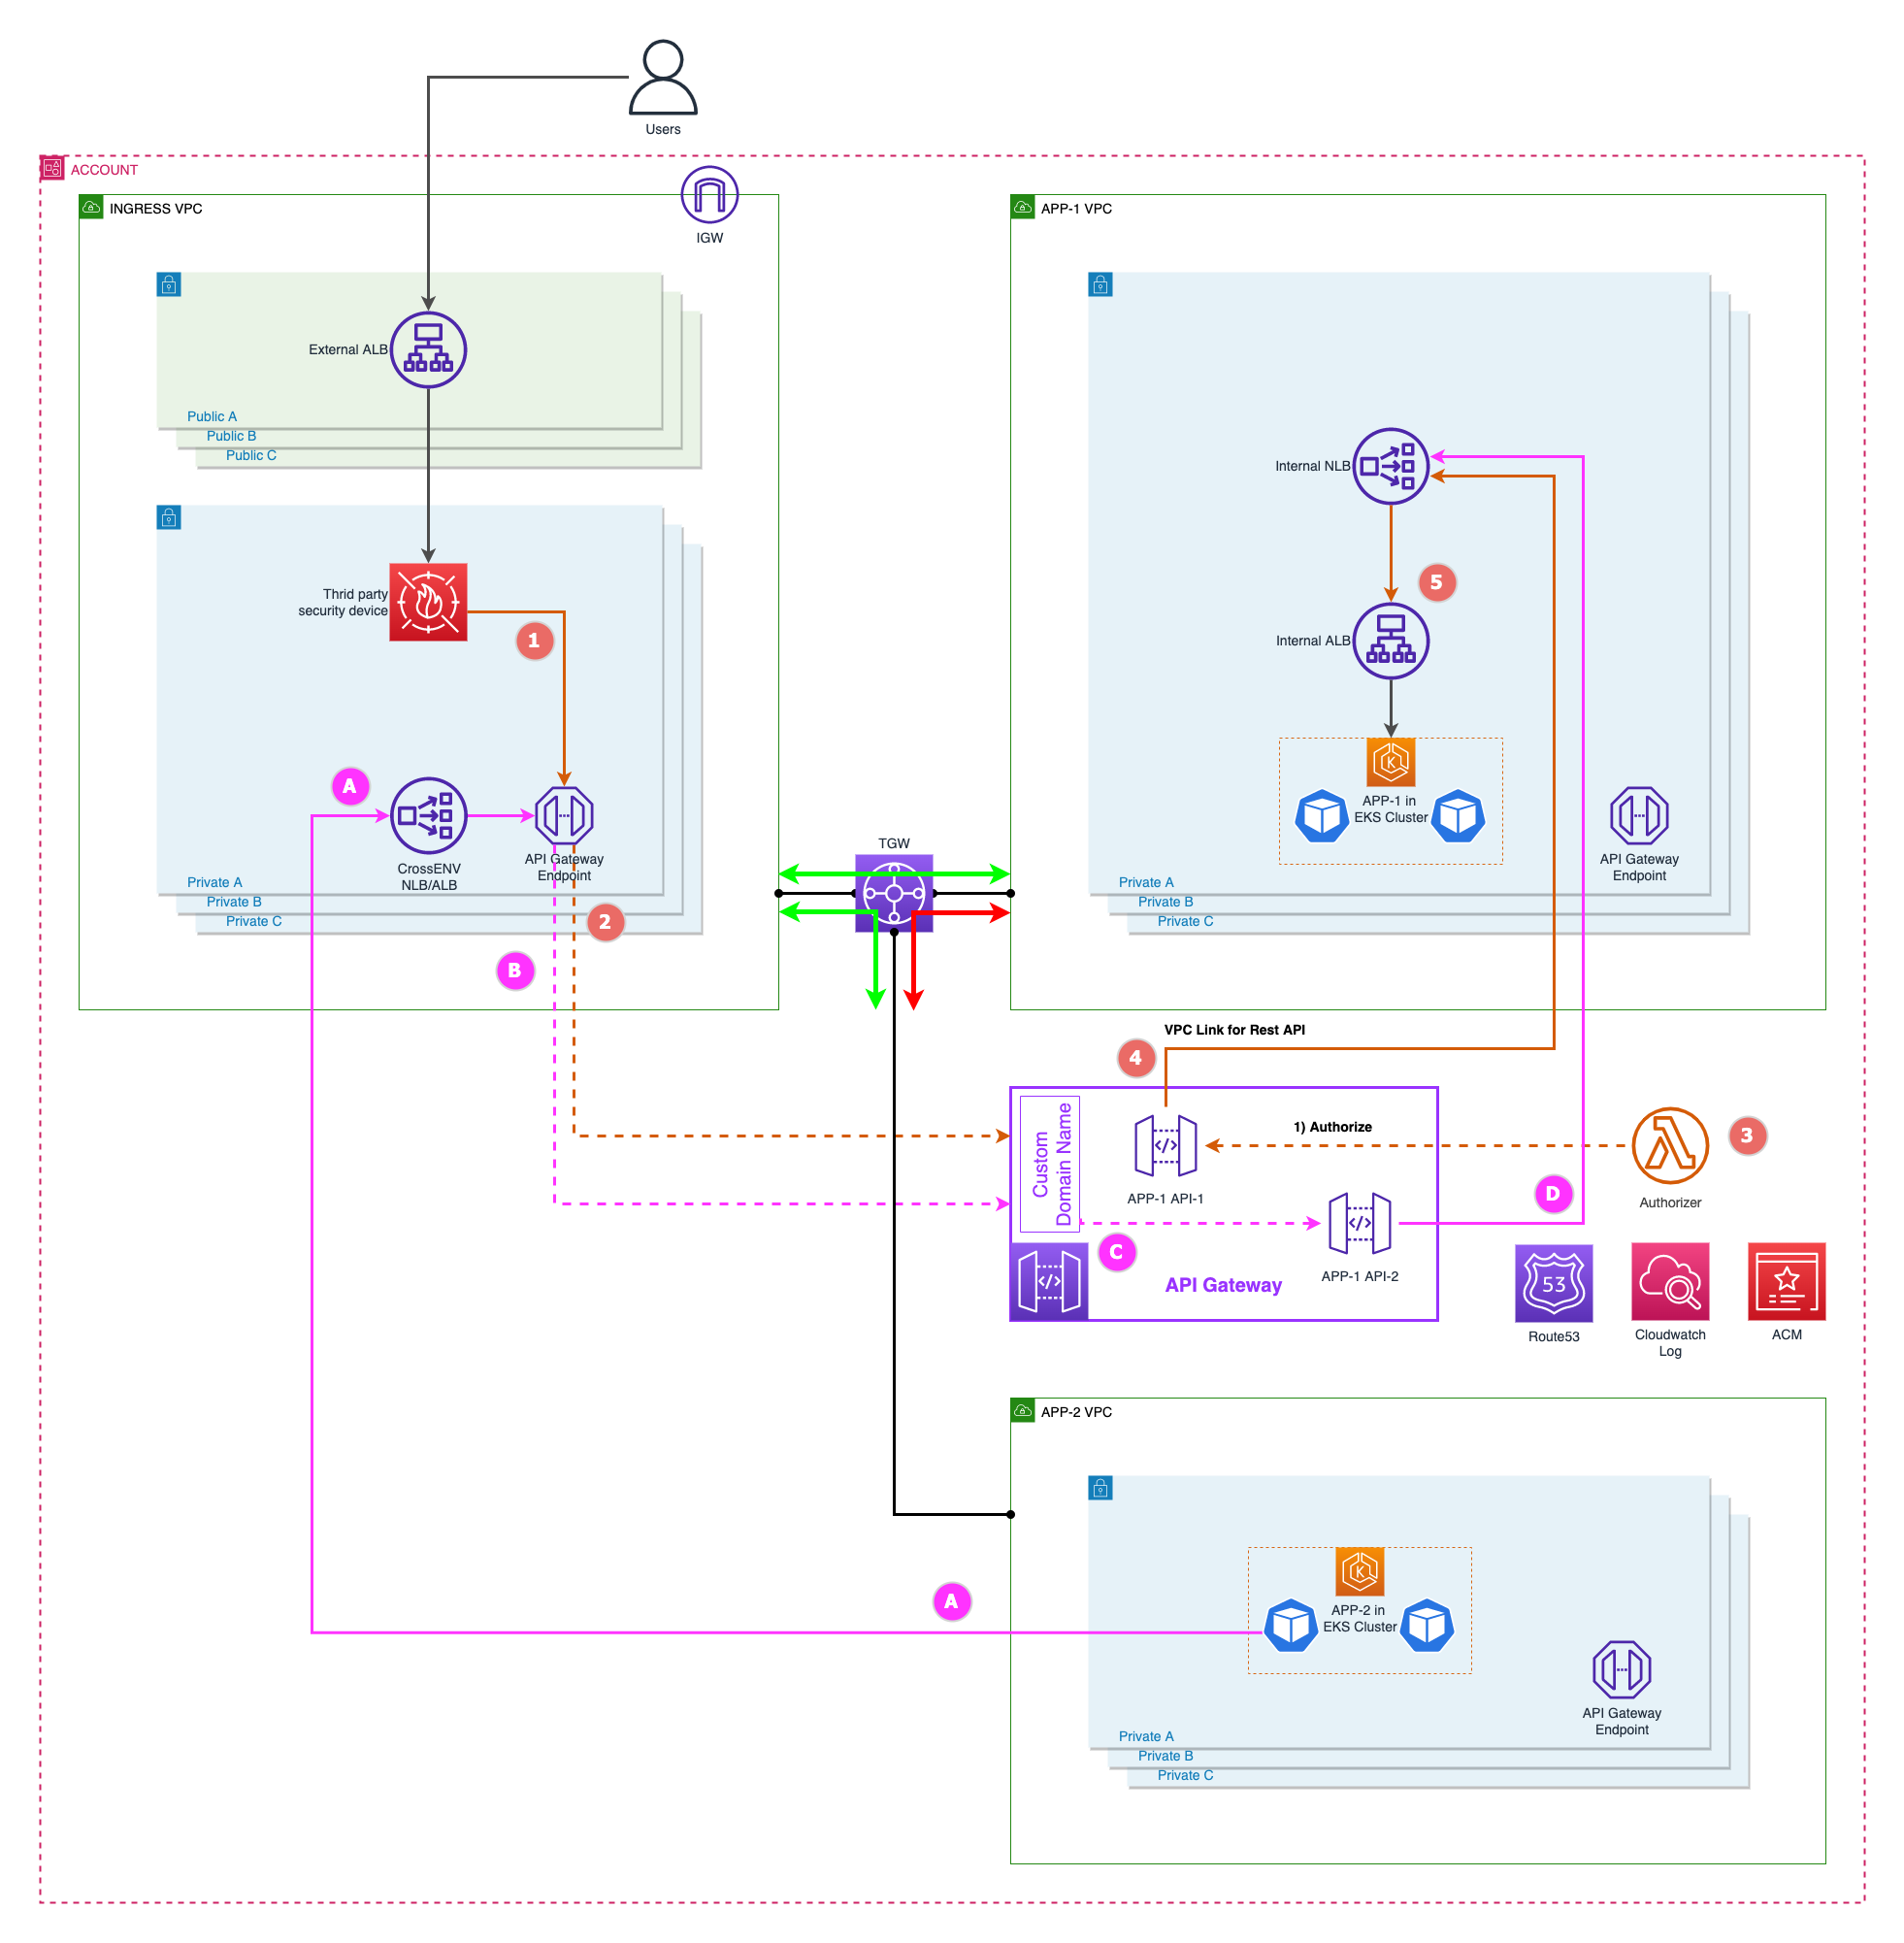 Users
ACCOUNT
INGRESS VPC
IGW
External ALB
Public A
Public B
Public C
Thrid party
security device
1
A
CrossENV
NLB/ALB
API Gateway
Endpoint
Private A
Private B
Private C
2
B
TGW
APP-1 VPC
Internal NLB
5
Internal ALB
K
APP-1 in
EKS Cluster
API Gateway
Endpoint
Private A
Private B
Private C
VPC Link for Rest API
4
Custom
Domain Name
</>
APP-1 API-1
1) Authorize
3
Authorizer
D
C
</>
APP-1 API-2
</>
API Gateway
53
Route53
Cloudwatch
Log
ACM
APP-2 VPC
A
K
APP-2 in
EKS Cluster
API Gateway
Endpoint
Private A
Private B
Private C